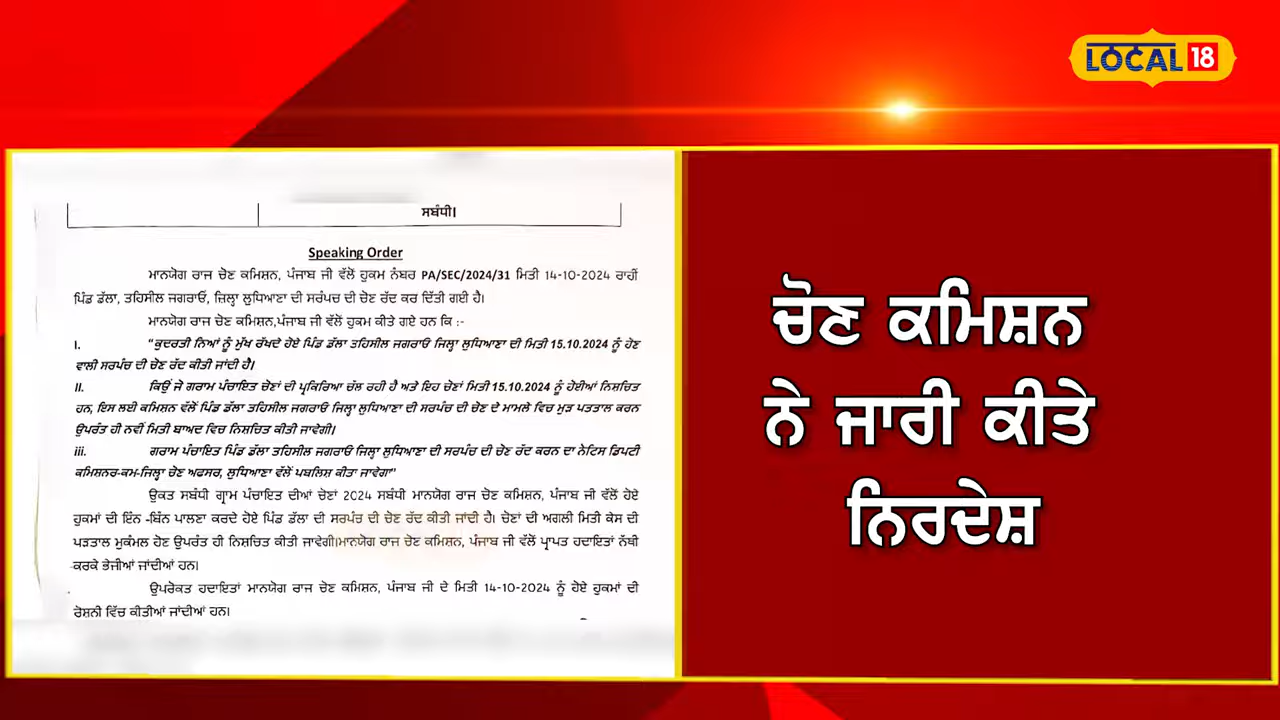 LOCAL 18
ਸਬੰਧੀ।
Speaking Order
ਮਾਨਯੋਗ ਰਾਜ ਚੋਣ ਕਮਿਸ਼ਨ, ਪੰਜਾਬ ਜੀ ਵੱਲੋਂ ਹੁਕਮ ਨੰਬਰ PA/SEC/2024/31 ਮਿਤੀ 14-10-2024 ਰਾਹੀਂ
ਪਿੰਡ ਡੱਲਾ, ਤਹਿਸੀਲ ਜਗਰਾਓਂ, ਜ਼ਿਲ੍ਹਾ ਲੁਧਿਆਣਾ ਦੀ ਸਰਪੰਚ ਦੀ ਚੋਣ ਰੱਦ ਕਰ ਦਿੱਤੀ ਗਈ ਹੈ।
ਮਾਨਯੋਗ ਰਾਜ ਚੋਣ ਕਮਿਸ਼ਨ,ਪੰਜਾਬ ਜੀ ਵੱਲੋਂ ਹੁਕਮ ਕੀਤੇ ਗਏ ਹਨ ਕਿ :-
I. "ਕੁਦਰਤੀ ਨਿਆਂ ਨੂੰ ਮੁੱਖ ਰੱਖਦੇ ਹੋਏ ਪਿੰਡ ਡੱਲਾ ਤਹਿਸੀਲ ਜਗਰਾਓਂ ਜਿਲ੍ਹਾ ਲੁਧਿਆਣਾ ਦੀ ਮਿਤੀ 15.10.2024 ਨੂੰ ਹੋਣ
ਵਾਲੀ ਸਰਪੰਚ ਦੀ ਚੋਣ ਰੱਦ ਕੀਤੀ ਜਾਂਦੀ ਹੈ।
II. ਕਿਉਂ ਜੇ ਗਰਾਮ ਪੰਚਾਇਤ ਚੋਣਾਂ ਦੀ ਪ੍ਰਕਿਰਿਆ ਚੱਲ ਰਹੀ ਹੈ ਅਤੇ ਇਹ ਚੋਣਾਂ ਮਿਤੀ 15.10.2024 ਨੂੰ ਹੋਣੀਆਂ ਨਿਸ਼ਚਿਤ
ਹਨ, ਇਸ ਲਈ ਕਮਿਸ਼ਨ ਵੱਲੋਂ ਪਿੰਡ ਡੱਲਾ ਤਹਿਸੀਲ ਜਗਰਾਓਂ ਜਿਲ੍ਹਾ ਲੁਧਿਆਣਾ ਦੀ ਸਰਪੰਚ ਦੀ ਚੋਣ ਦੇ ਮਾਮਲੇ ਵਿਚ ਮੁੜ ਪੜਤਾਲ ਕਰਨ
ਉਪਰੰਤ ਹੀ ਨਵੀਂ ਮਿਤੀ ਬਾਅਦ ਵਿਚ ਨਿਸ਼ਚਿਤ ਕੀਤੀ ਜਾਵੇਗੀ।
iii. ਗਰਾਮ ਪੰਚਾਇਤ ਪਿੰਡ ਡੱਲਾ ਤਹਿਸੀਲ ਜਗਰਾਓਂ ਜਿਲ੍ਹਾ ਲੁਧਿਆਣਾ ਦੀ ਸਰਪੰਚ ਦੀ ਚੋਣ ਰੱਦ ਕਰਨ ਦਾ ਨੋਟਿਸ ਡਿਪਟੀ
ਕਮਿਸ਼ਨਰ-ਕਮ-ਜਿਲ੍ਹਾ ਚੋਣ ਅਫਸਰ, ਲੁਧਿਆਣਾ ਵੱਲੋਂ ਪਬਲਿਸ਼ ਕੀਤਾ ਜਾਵੇਗਾ"
ਉਕਤ ਸਬੰਧੀ ਗ੍ਰਾਮ ਪੰਚਾਇਤ ਦੀਆਂ ਚੋਣਾਂ 2024 ਸਬੰਧੀ ਮਾਨਯੋਗ ਰਾਜ ਚੋਣ ਕਮਿਸ਼ਨ, ਪੰਜਾਬ ਜੀ ਵੱਲੋਂ ਹੋਏ
ਹੁਕਮਾਂ ਦੀ ਇੰਨ -ਬਿੰਨ ਪਾਲਣਾ ਕਰਦੇ ਹੋਏ ਪਿੰਡ ਡੱਲਾ ਦੀ ਸਰਪੰਚ ਦੀ ਚੋਣ ਰੱਦ ਕੀਤੀ ਜਾਂਦੀ ਹੈ। ਚੋਣਾਂ ਦੀ ਅਗਲੀ ਮਿਤੀ ਕੇਸ ਦੀ
ਪੜਤਾਲ ਮੁਕੰਮਲ ਹੋਣ ਉਪਰੰਤ ਹੀ ਨਿਸ਼ਚਿਤ ਕੀਤੀ ਜਾਵੇਗੀ।ਮਾਨਯੋਗ ਰਾਜ ਚੋਣ ਕਮਿਸ਼ਨ, ਪੰਜਾਬ ਜੀ ਵੱਲੋਂ ਪ੍ਰਾਪਤ ਹਦਾਇਤਾਂ ਨੱਥੀ
ਕਰਕੇ ਭੇਜੀਆਂ ਜਾਂਦੀਆਂ ਹਨ।
ਉਪਰੋਕਤ ਹਦਾਇਤਾਂ ਮਾਨਯੋਗ ਰਾਜ ਚੋਣ ਕਮਿਸ਼ਨ, ਪੰਜਾਬ ਜੀ ਦੇ ਮਿਤੀ 14-10-2024 ਨੂੰ ਹੋਏ ਹੁਕਮਾਂ ਦੀ
ਰੋਸ਼ਨੀ ਵਿੱਚ ਕੀਤੀਆਂ ਜਾਂਦੀਆਂ ਹਨ।
ਚੋਣ ਕਮਿਸ਼ਨ
ਨੇ ਜਾਰੀ ਕੀਤੇ
ਨਿਰਦੇਸ਼